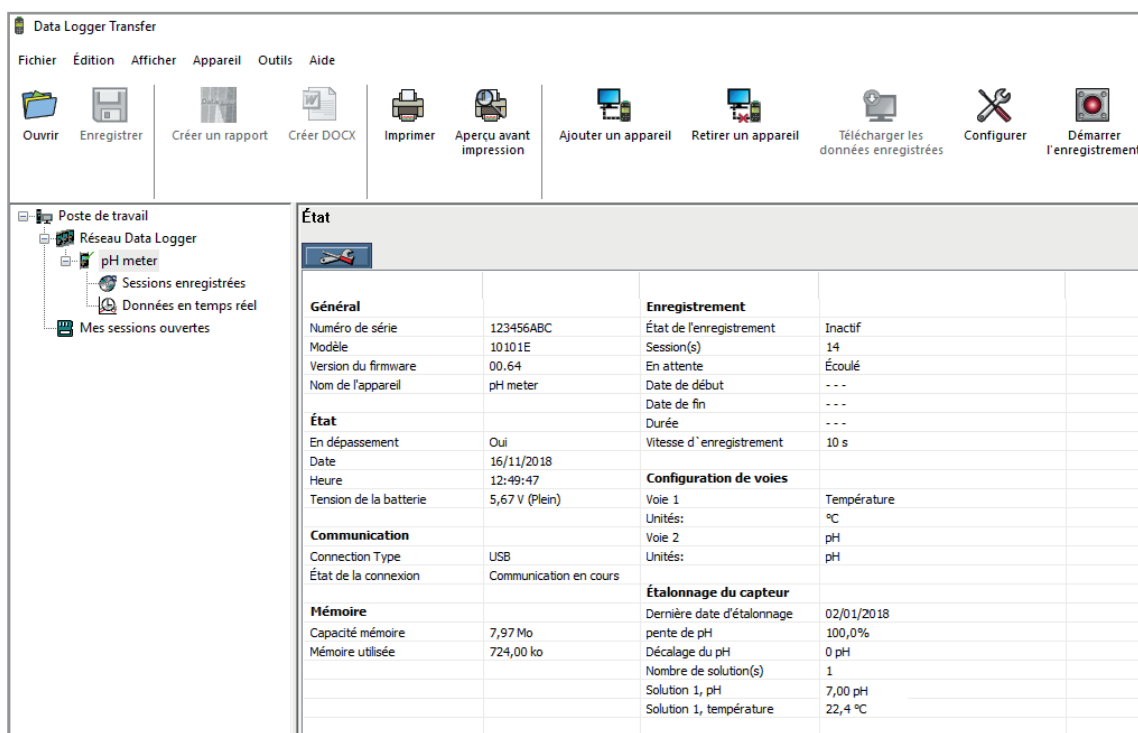 Data Logger Transfer
Fichier Édition Afficher Appareil Outils Aide
Ouvrir Enregistrer Créer un rapport Créer DOCX Imprimer Aperçu avant impression Ajouter un appareil Retirer un appareil Télécharger les données enregistrées Configurer Démarrer l'enregistrement
Poste de travail
Réseau Data Logger
pH meter
Sessions enregistrées
Données en temps réel
Mes sessions ouvertes
État
Général
Numéro de série 123456ABC
Modèle 10101E
Version du firmware 00.64
Nom de l'appareil pH meter
État
En dépassement Oui
Date 16/11/2018
Heure 12:49:47
Tension de la batterie 5,67 V (Plein)
Communication
Connection Type USB
État de la connexion Communication en cours
Mémoire
Capacité mémoire 7,97 Mo
Mémoire utilisée 724,00 ko
Enregistrement
État de l'enregistrement Inactif
Session(s) 14
En attente Écoulé
Date de début - - -
Date de fin - - -
Durée - - -
Vitesse d`enregistrement 10 s
Configuration de voies
Voie 1 Température
Unités: ºC
Voie 2 pH
Unités: pH
Étalonnage du capteur
Dernière date d'étalonnage 02/01/2018
pente de pH 100,0%
Décalage du pH 0 pH
Nombre de solution(s) 1
Solution 1, pH 7,00 pH
Solution 1, température 22,4 ºC